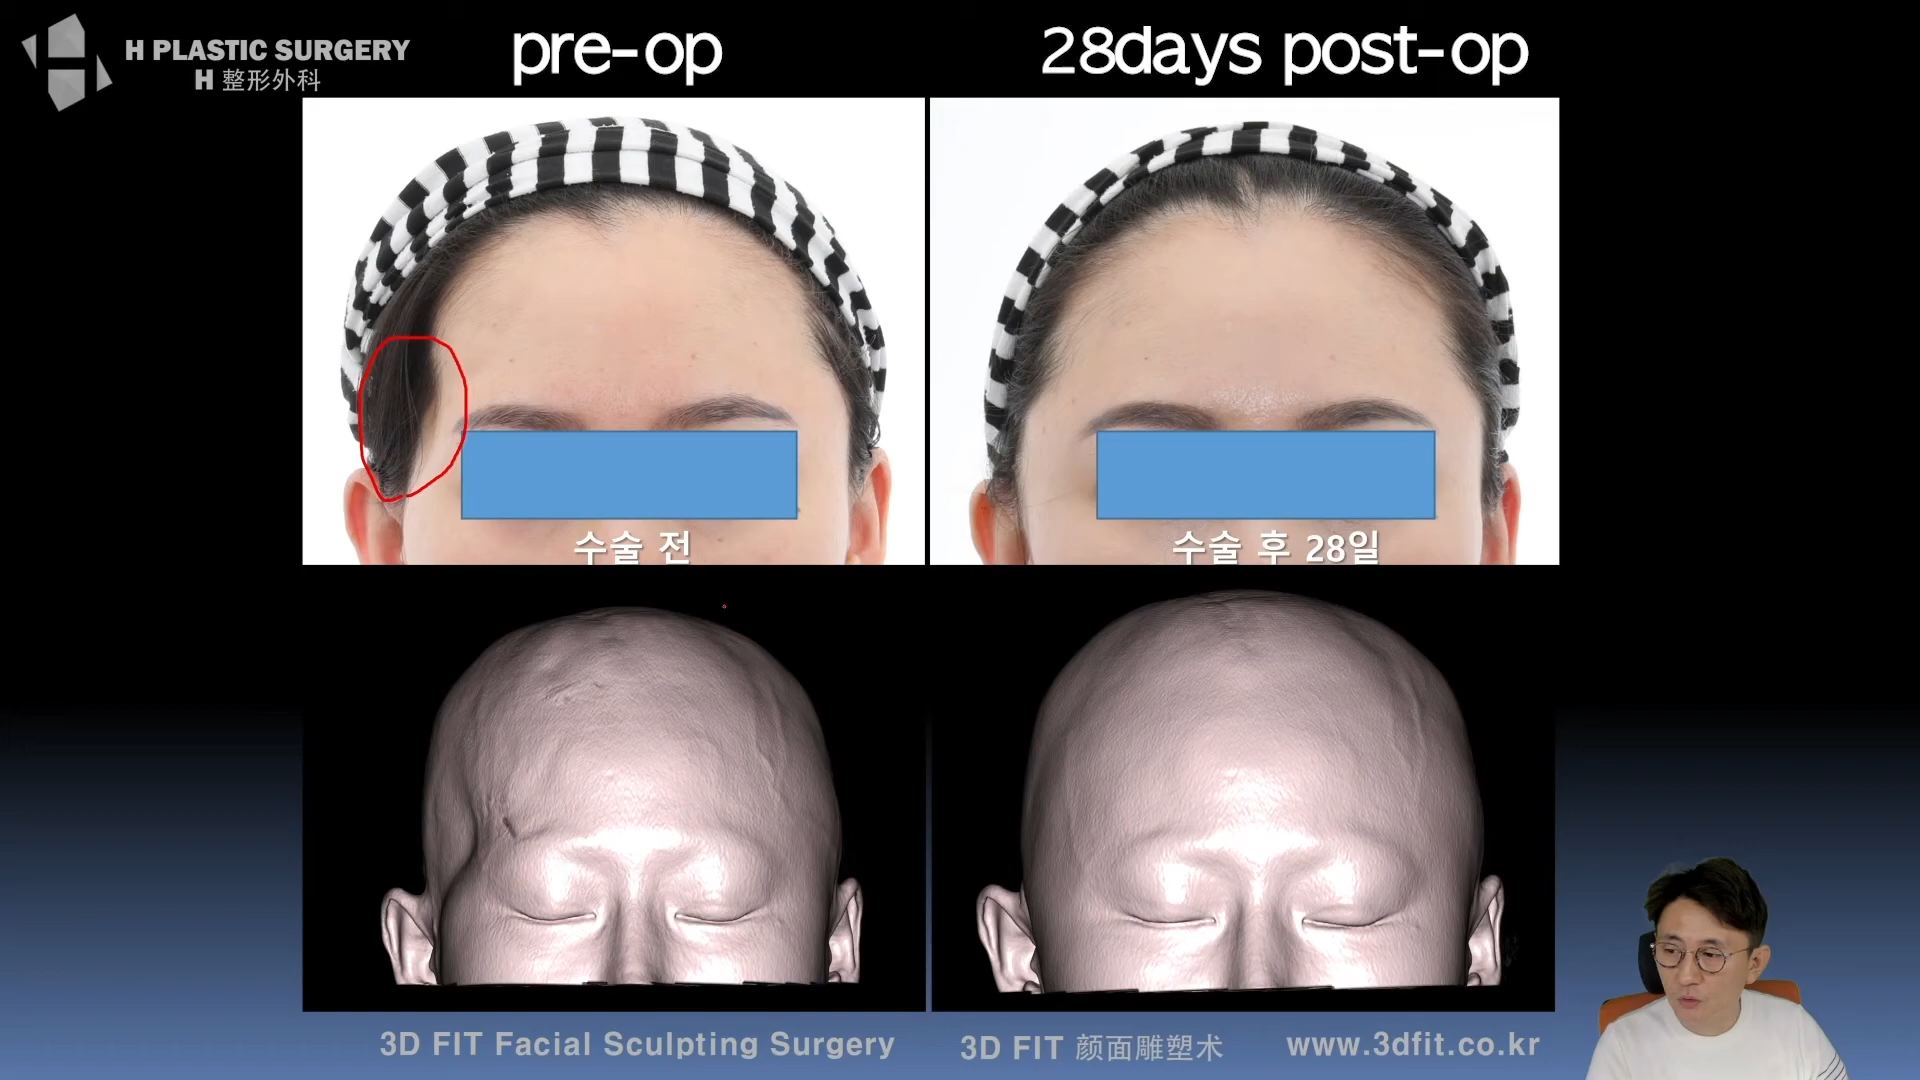 H PLASTIC SURGERY
H 整形外科
pre-op
28days post-op
수술 전
수술 후 28일
3D FIT Facial Sculpting Surgery
3D FIT 颜面雕塑术
www.3dfit.co.kr